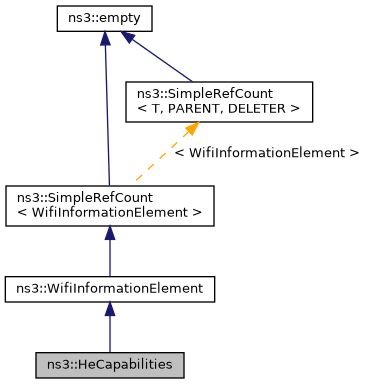 ns3::empty
ns3::SimpleRefCount
< T, PARENT, DELETER >
< WifiInformationElement >
ns3::SimpleRefCount
< WifiInformationElement >
ns3::WifiInformationElement
ns3::HeCapabilities